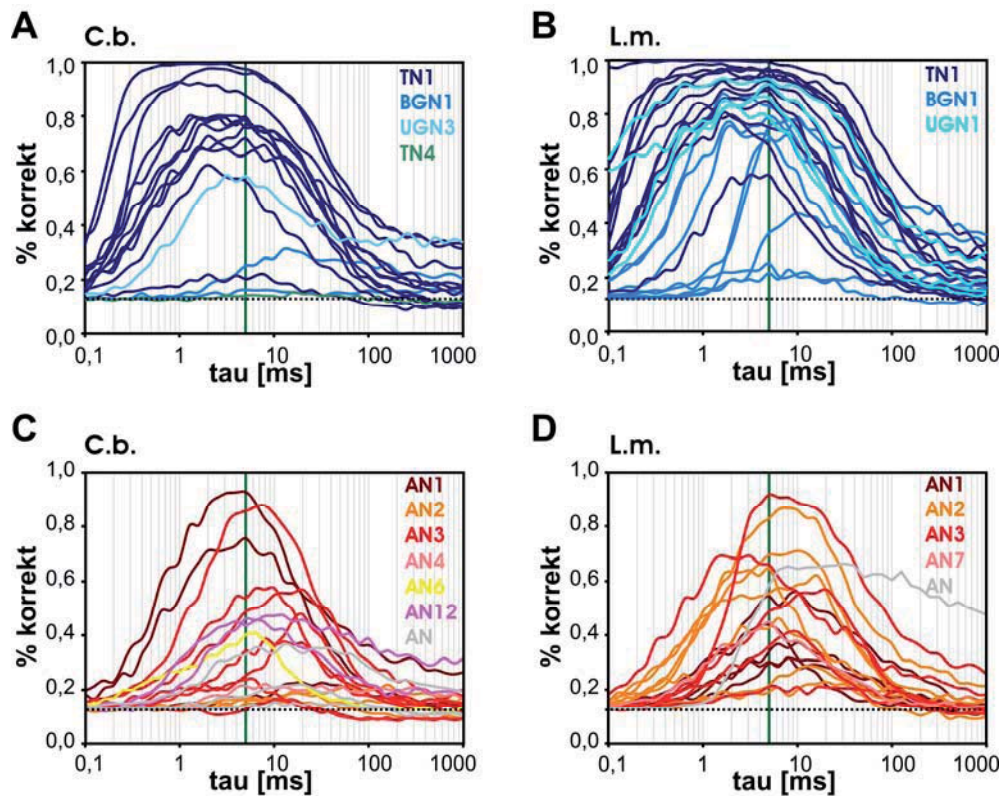 A
C.b.
1,0
0,8
0,6
0,4
0,2
0,0
% korrekt
TN1
BGN1
UGN3
TN4
0,1
1
10
100
1000
tau [ms]
B
L.m.
1,0
0,8
0,6
0,4
0,2
0,0
% korrekt
TN1
BGN1
UGN1
0,1
1
10
100
1000
tau [ms]
C
C.b.
1,0
0,8
0,6
0,4
0,2
0,0
% korrekt
AN1
AN2
AN3
AN4
AN6
AN12
AN
0,1
1
10
100
1000
tau [ms]
D
L.m.
1,0
0,8
0,6
0,4
0,2
0,0
% korrekt
AN1
AN2
AN3
AN7
AN
0,1
1
10
100
1000
tau [ms]